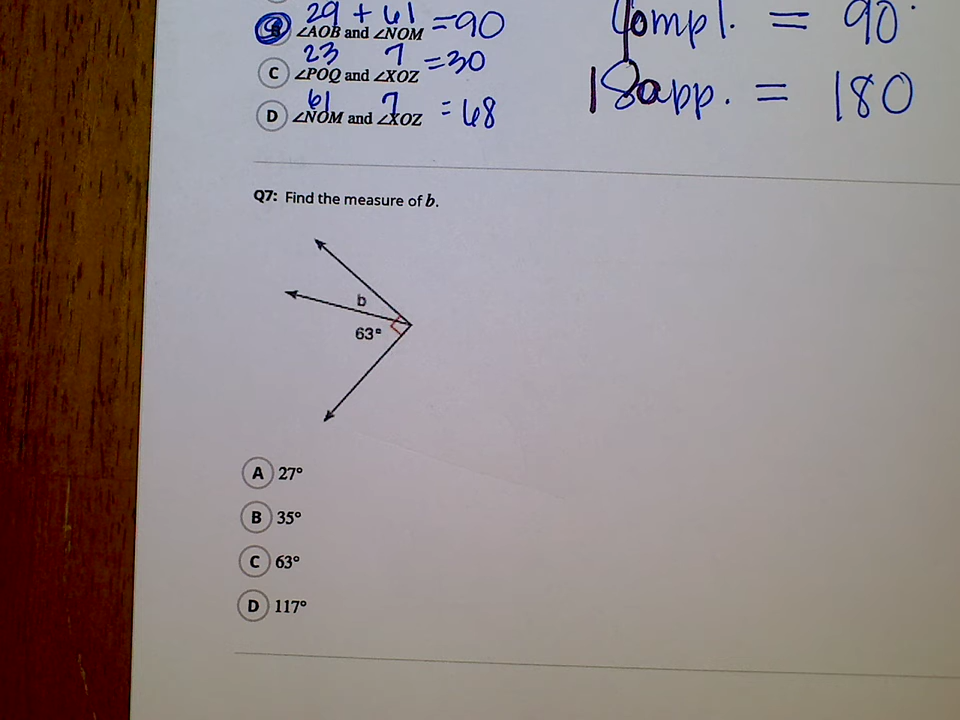 29 + 61 = 90
B ∠AOB and ∠NOM
23 7 = 30
C ∠POQ and ∠XOZ
61 7 = 68
D ∠NOM and ∠XOZ
Compl. = 90
Supp. = 180
Q7: Find the measure of b.
b
63°
A 27°
B 35°
C 63°
D 117°